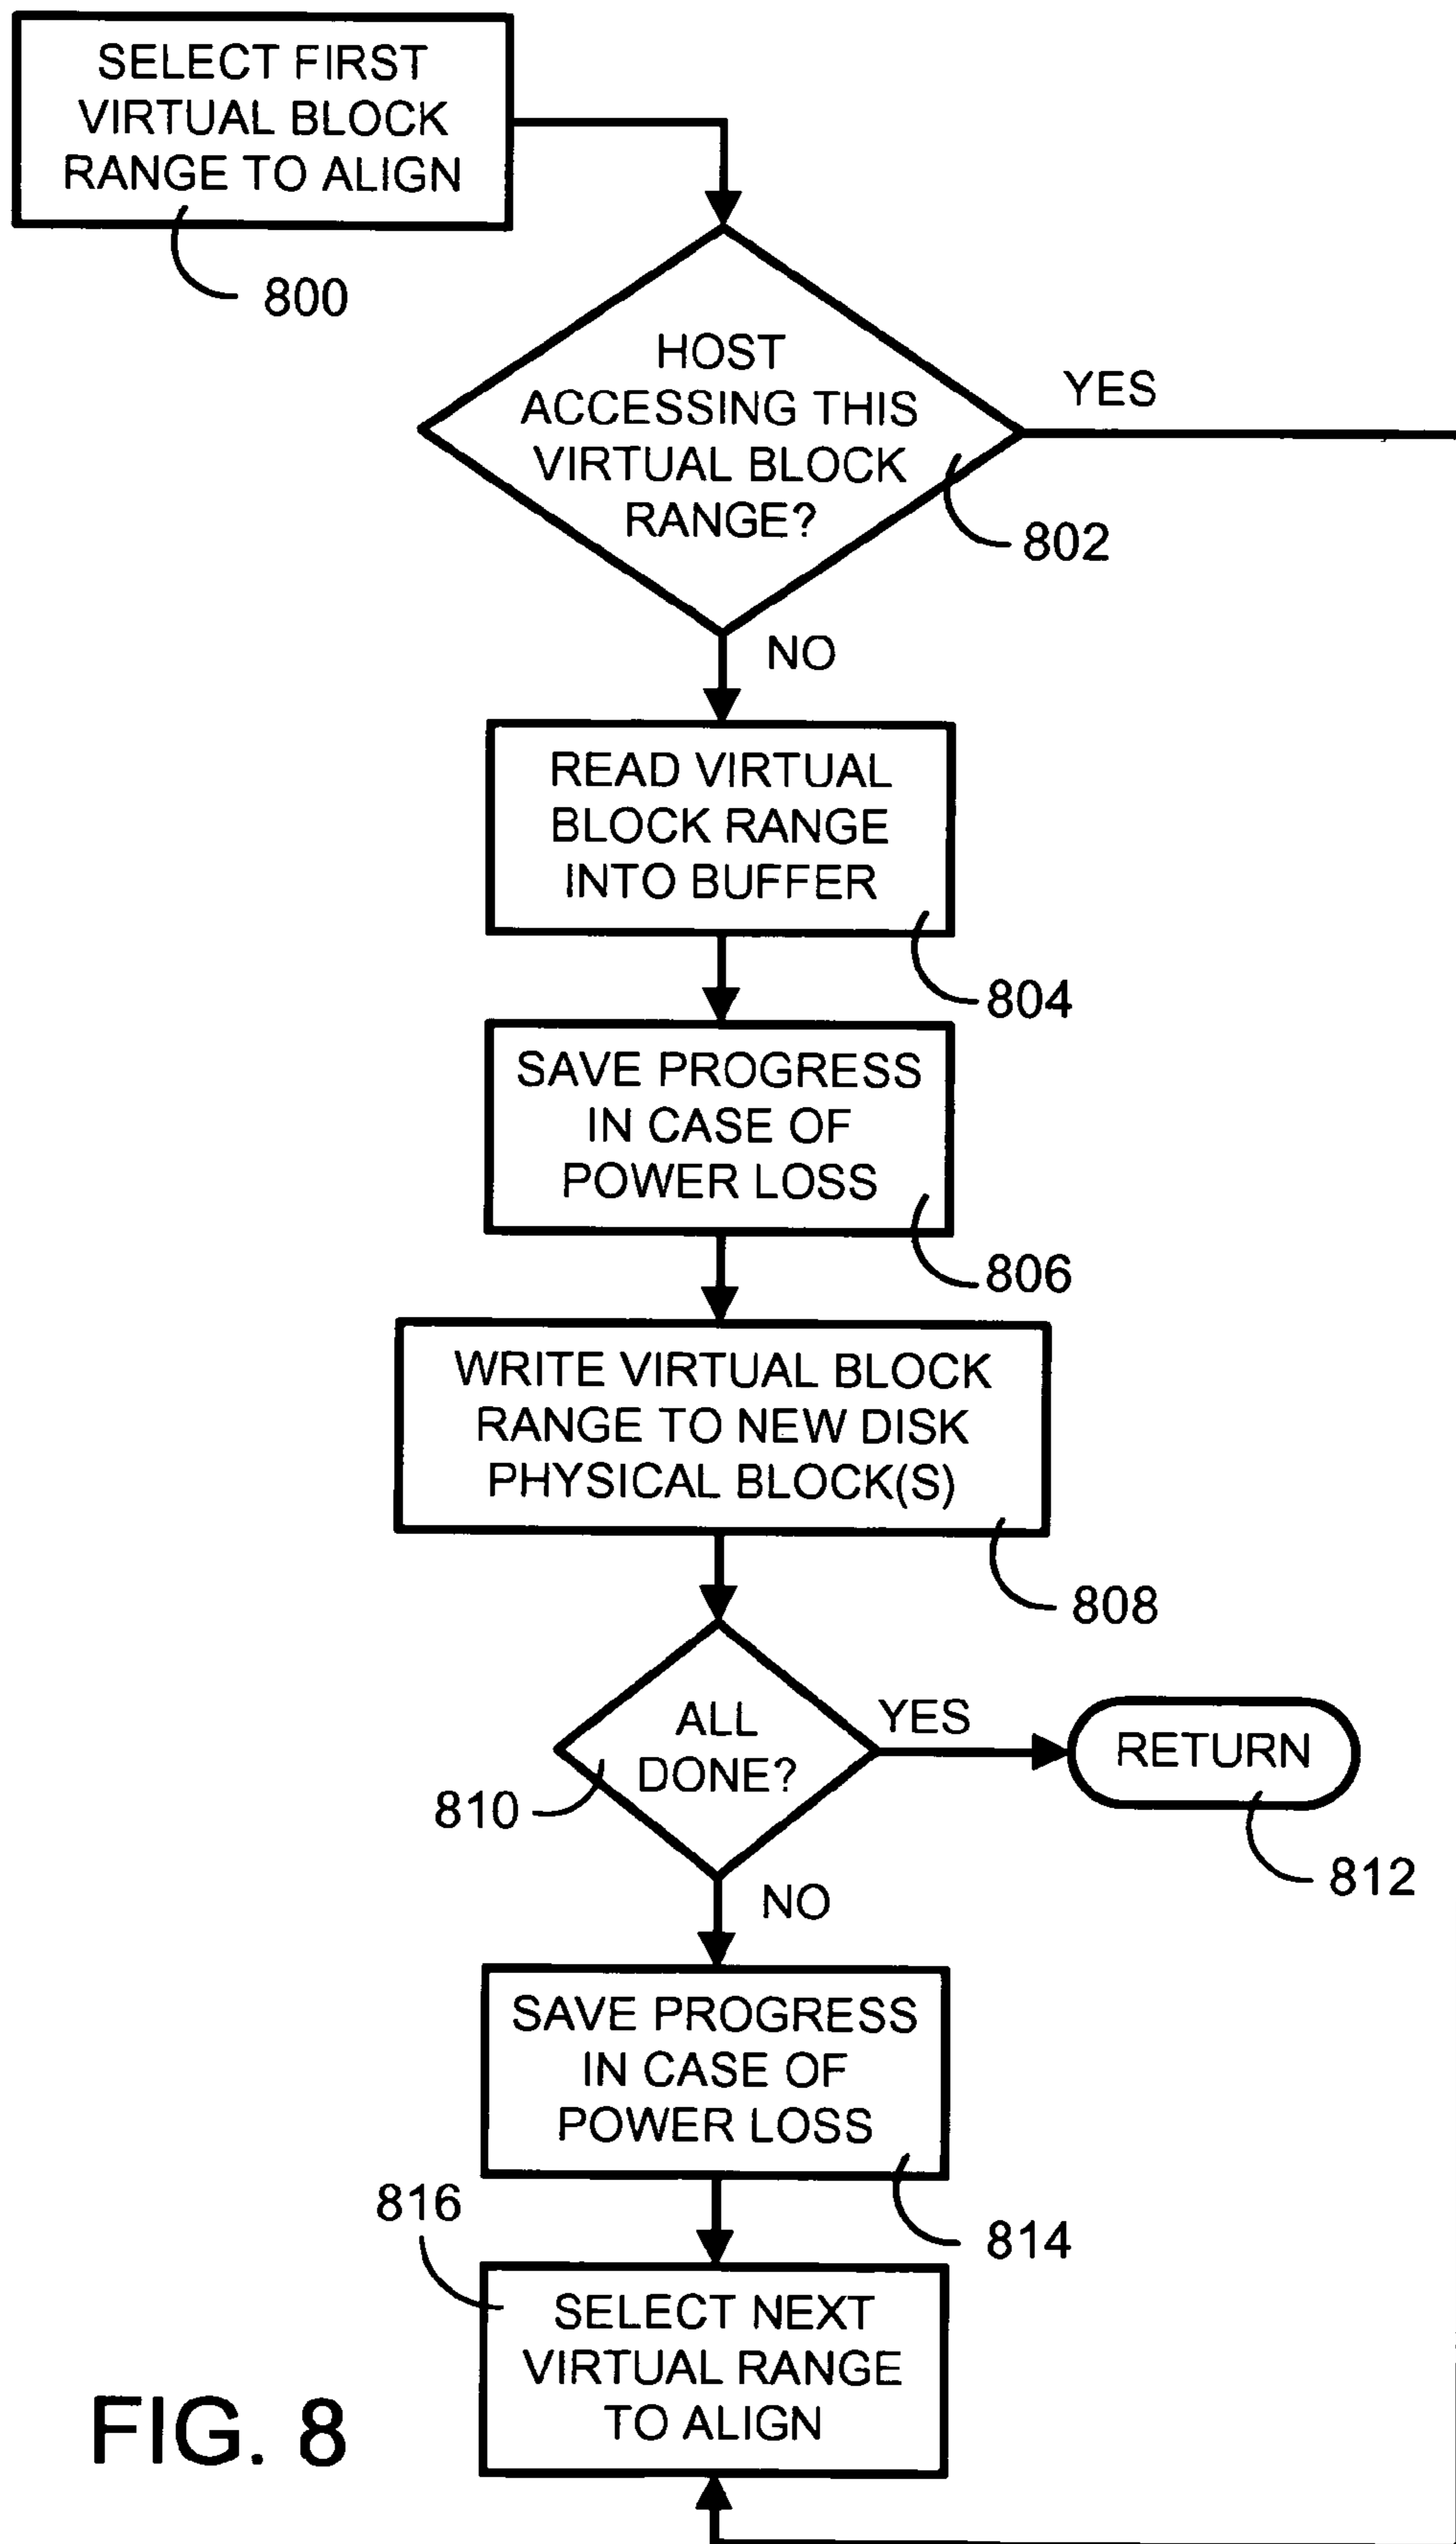 SELECT FIRST
VIRTUAL BLOCK
RANGE TO ALIGN
800
HOST
ACCESSING THIS
VIRTUAL BLOCK
RANGE?
YES
802
NO
READ VIRTUAL
BLOCK RANGE
INTO BUFFER
804
SAVE PROGRESS
IN CASE OF
POWER LOSS
806
WRITE VIRTUAL BLOCK
RANGE TO NEW DISK
PHYSICAL BLOCK(S)
808
ALL
DONE?
YES
RETURN
810
812
NO
SAVE PROGRESS
IN CASE OF
POWER LOSS
814
816
SELECT NEXT
VIRTUAL RANGE
TO ALIGN
FIG. 8